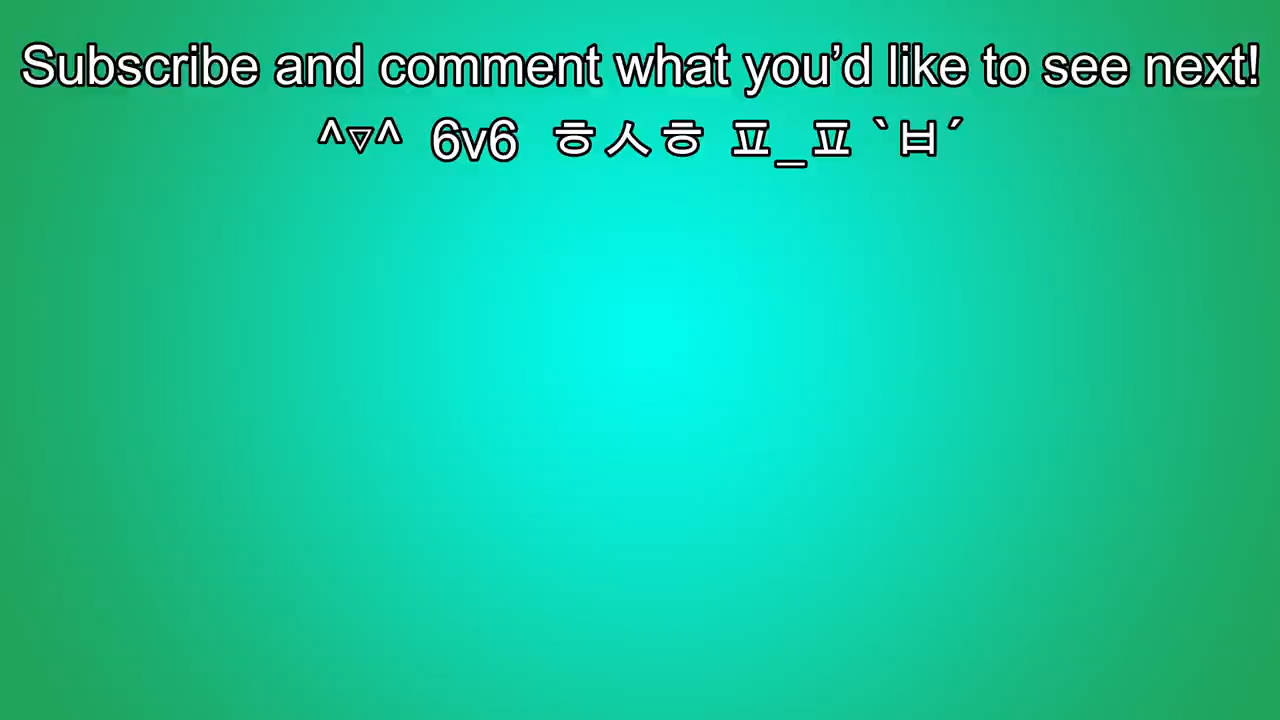 Subscribe and comment what you’d like to see next!
^▿^ 6v6 ㅎㅅㅎ ㅍ_ㅍ `ㅂ´